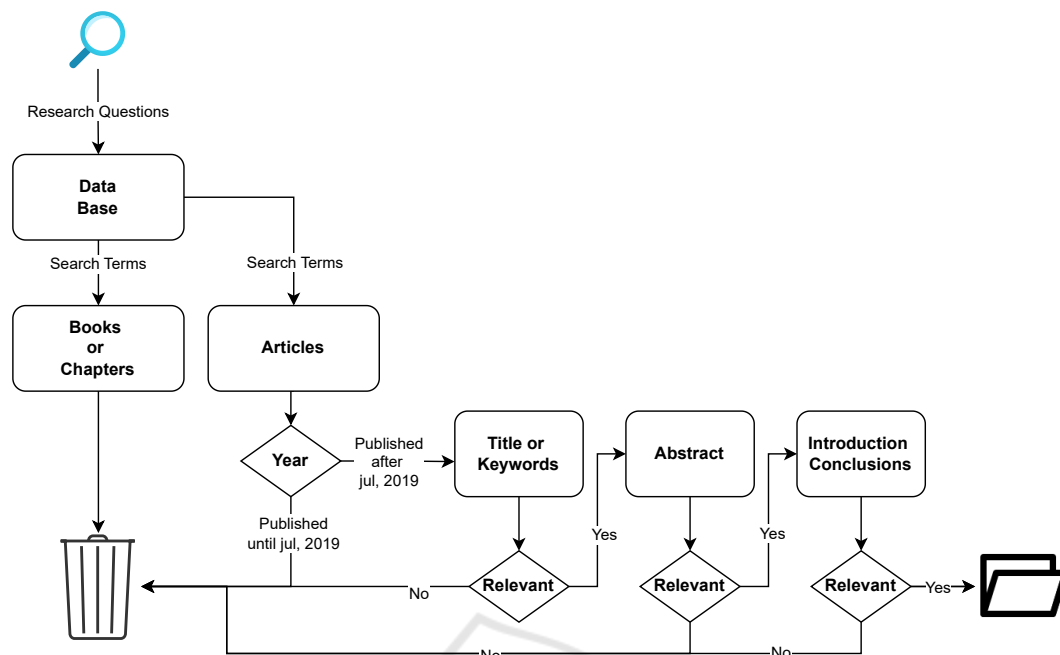 Research Questions
Data
Base
Search Terms
Search Terms
Books
or
Chapters
Articles
Year
Published
after
jul, 2019
Title or
Keywords
Abstract
Introduction
Conclusions
Published
until jul, 2019
Yes
Yes
Relevant
Relevant
Relevant
No
Yes
No
No